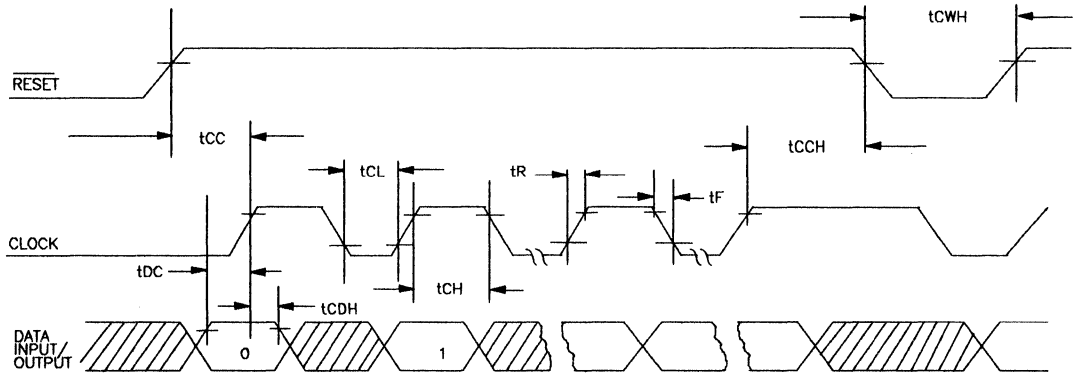 tCWH
RESET
tCC
tCCH
tCL
tR
tF
CLOCK
tDC
tCH
tCDH
DATA
INPUT/
OUTPUT
0
1